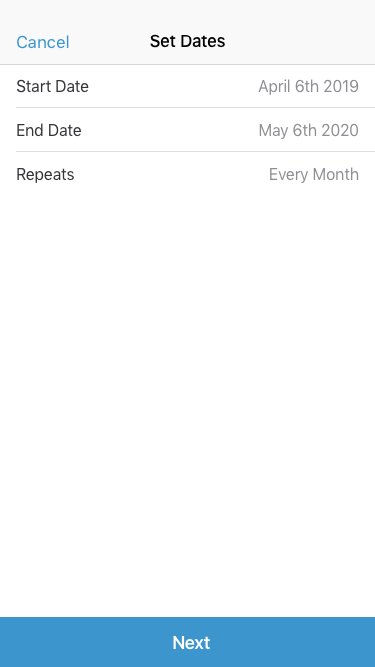 Cancel Set Dates
Start Date April 6th 2019
End Date May 6th 2020
Repeats Every Month
Next